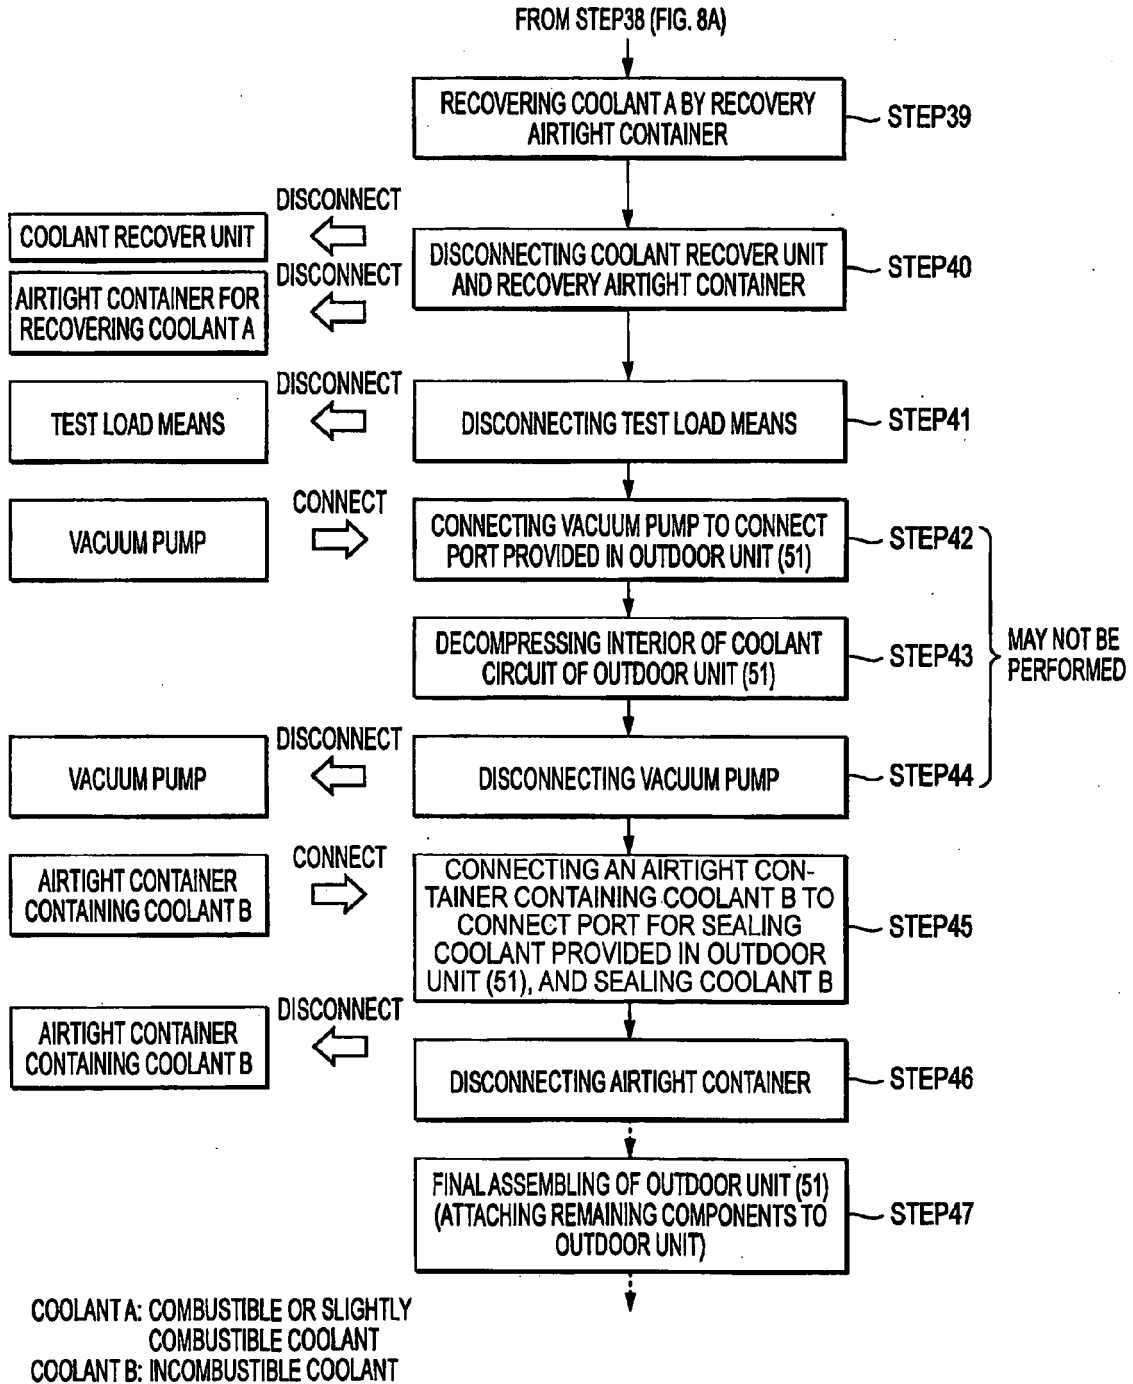 FROM STEP38 (FIG. 8A)
RECOVERING COOLANT A BY RECOVERY
AIRTIGHT CONTAINER
STEP39
DISCONNECT
COOLANT RECOVER UNIT
DISCONNECT
AIRTIGHT CONTAINER FOR
RECOVERING COOLANT A
DISCONNECTING COOLANT RECOVER UNIT
AND RECOVERY AIRTIGHT CONTAINER
STEP40
DISCONNECT
TEST LOAD MEANS
DISCONNECTING TEST LOAD MEANS
STEP41
CONNECT
VACUUM PUMP
CONNECTING VACUUM PUMP TO CONNECT
PORT PROVIDED IN OUTDOOR UNIT (51)
STEP42
DECOMPRESSING INTERIOR OF COOLANT
CIRCUIT OF OUTDOOR UNIT (51)
STEP43
MAY NOT BE
PERFORMED
DISCONNECT
VACUUM PUMP
DISCONNECTING VACUUM PUMP
STEP44
CONNECT
AIRTIGHT CONTAINER
CONTAINING COOLANT B
CONNECTING AN AIRTIGHT CON-
TAINER CONTAINING COOLANT B TO
CONNECT PORT FOR SEALING
COOLANT PROVIDED IN OUTDOOR
UNIT (51), AND SEALING COOLANT B
STEP45
DISCONNECT
AIRTIGHT CONTAINER
CONTAINING COOLANT B
DISCONNECTING AIRTIGHT CONTAINER
STEP46
FINAL ASSEMBLING OF OUTDOOR UNIT (51)
(ATTACHING REMAINING COMPONENTS TO
OUTDOOR UNIT)
STEP47
COOLANT A: COMBUSTIBLE OR SLIGHTLY
COMBUSTIBLE COOLANT
COOLANT B: INCOMBUSTIBLE COOLANT